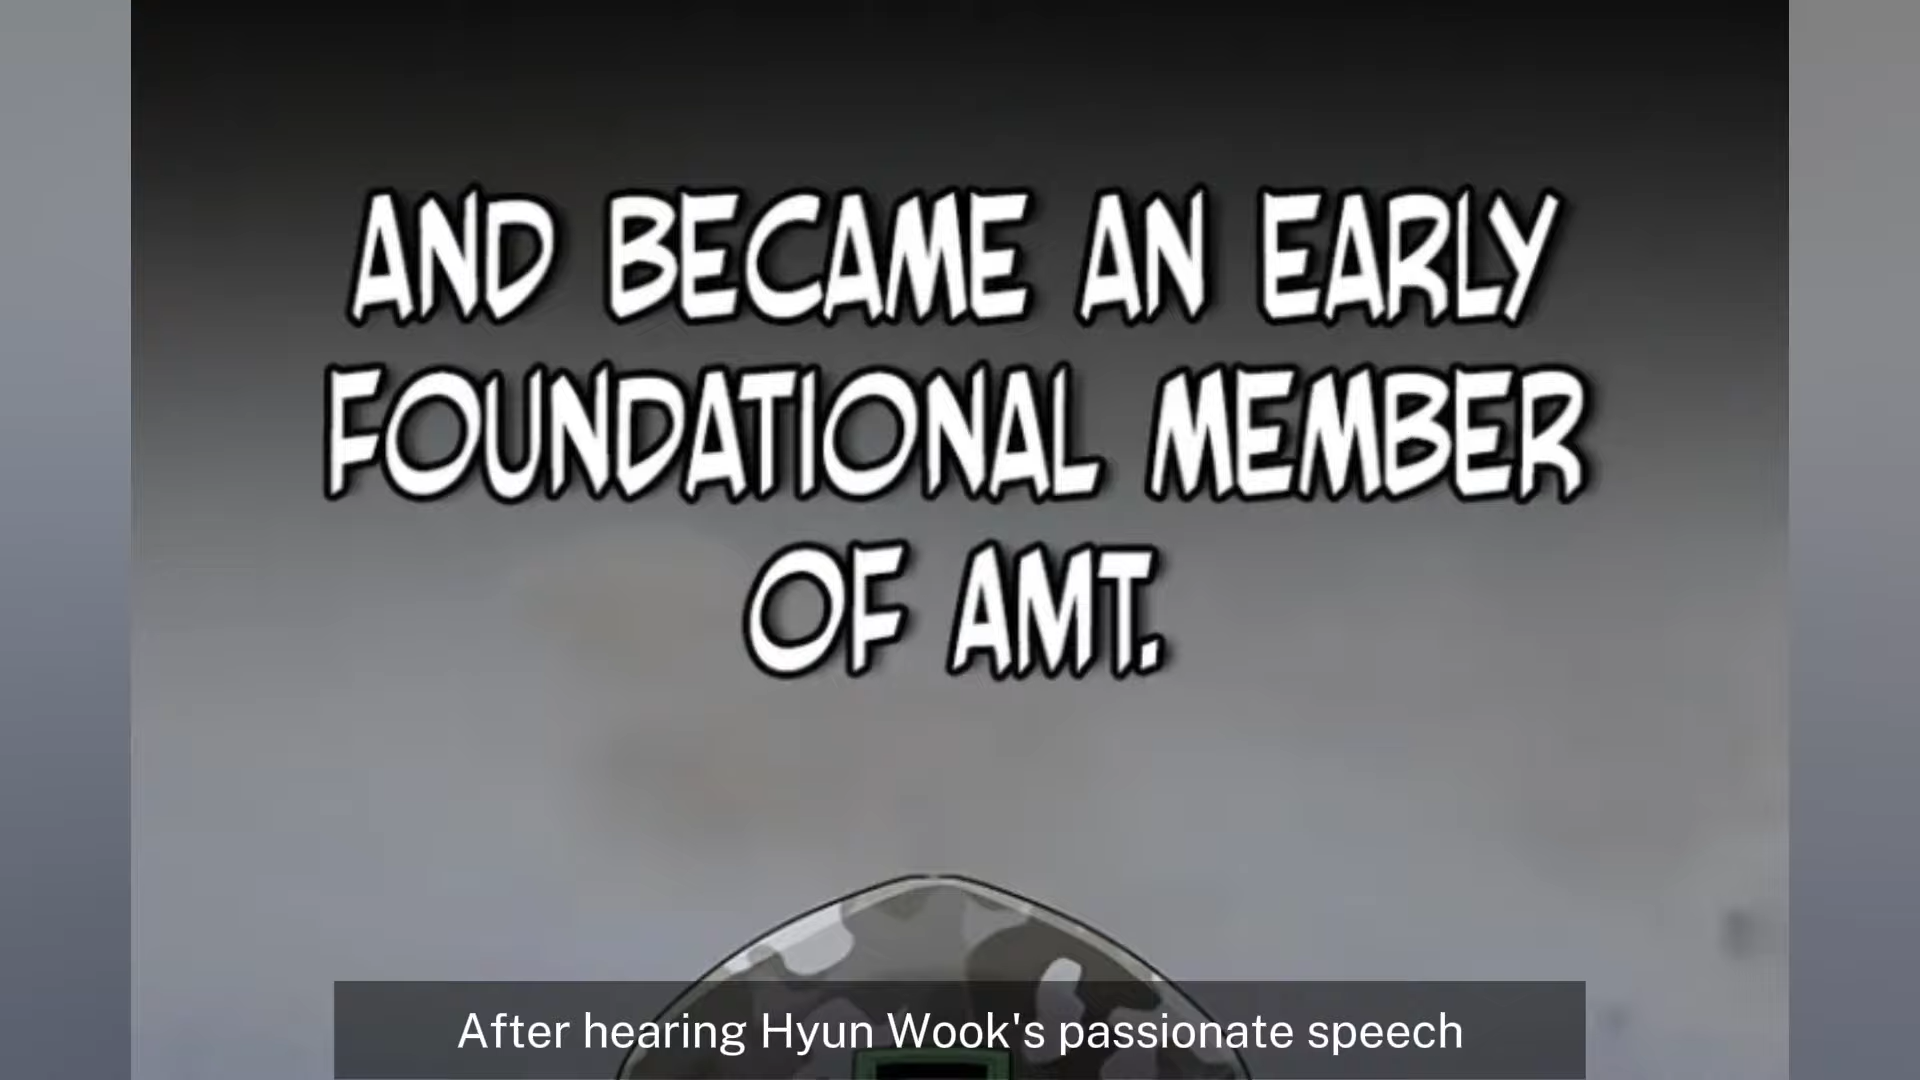 AND BECAME AN EARLY
FOUNDATIONAL MEMBER
OF AMT.
After hearing Hyun Wook's passionate speech